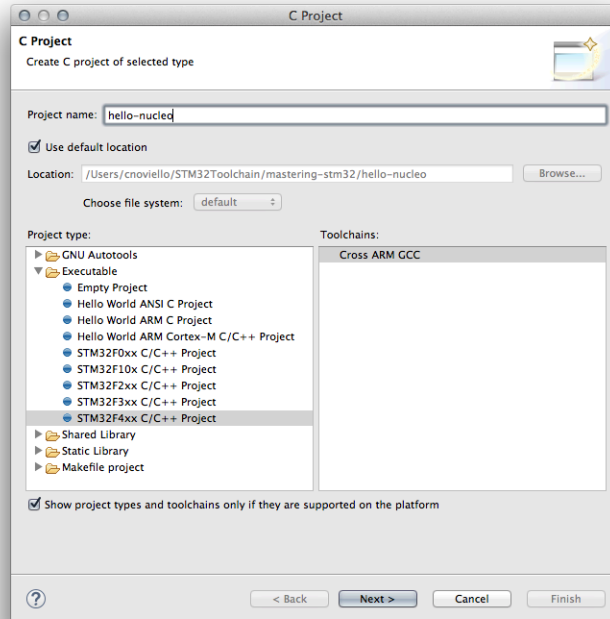 C Project
C Project
Create C project of selected type
Project name: hello-nucleo
Use default location
Location: /Users/cnoviello/STM32Toolchain/mastering-stm32/hello-nucleo Browse...
Choose file system: default
Project type: Toolchains:
GNU Autotools Cross ARM GCC
Executable
Empty Project
Hello World ANSI C Project
Hello World ARM C Project
Hello World ARM Cortex-M C/C++ Project
STM32F0xx C/C++ Project
STM32F10x C/C++ Project
STM32F2xx C/C++ Project
STM32F3xx C/C++ Project
STM32F4xx C/C++ Project
Shared Library
Static Library
Makefile project
Show project types and toolchains only if they are supported on the platform
? < Back Next > Cancel Finish